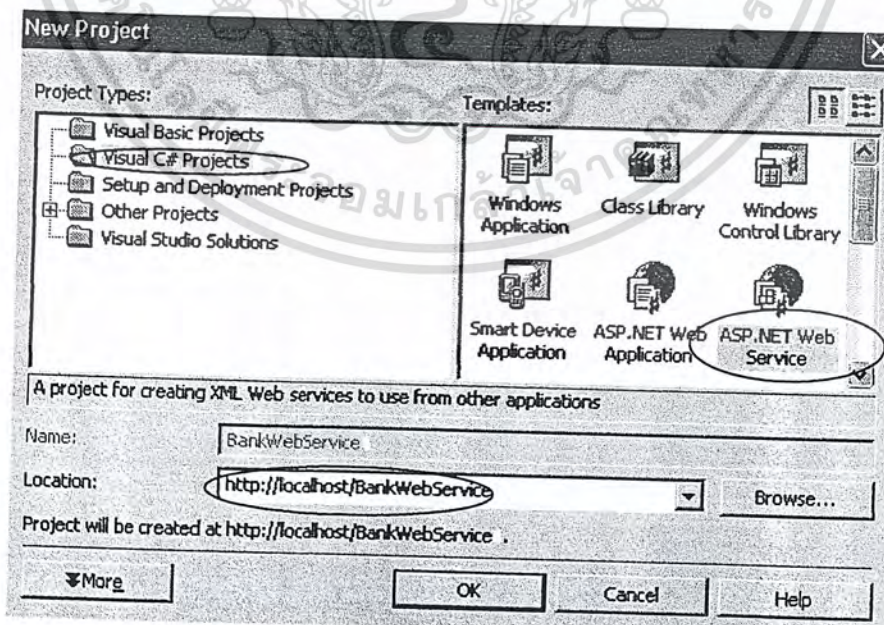 New Project
Project Types:
Visual Basic Projects
Visual C# Projects
Setup and Deployment Projects
Other Projects
Visual Studio Solutions
Templates:
Windows Application
Class Library
Windows Control Library
Smart Device Application
ASP.NET Web Application
ASP.NET Web Service
A project for creating XML Web services to use from other applications
Name:
BankWebService
Location:
http://localhost/BankWebService
Browse...
Project will be created at http://localhost/BankWebService .
More
OK
Cancel
Help